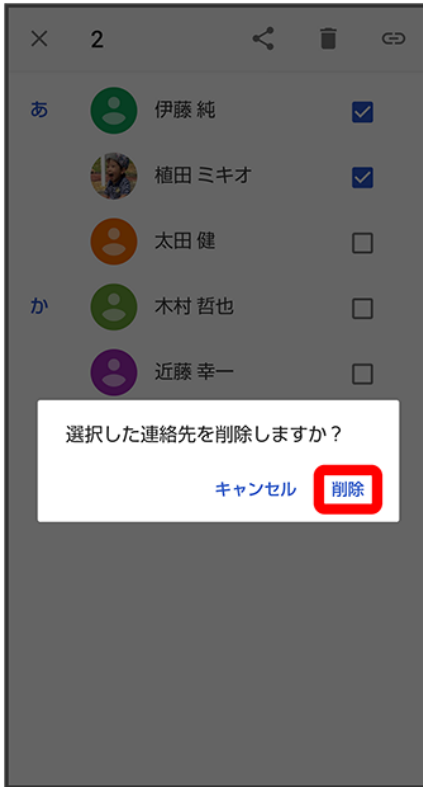 2
あ 伊藤 純
植田 ミキオ
太田 健
か 木村 哲也
近藤 幸一
選択した連絡先を削除しますか？
キャンセル 削除